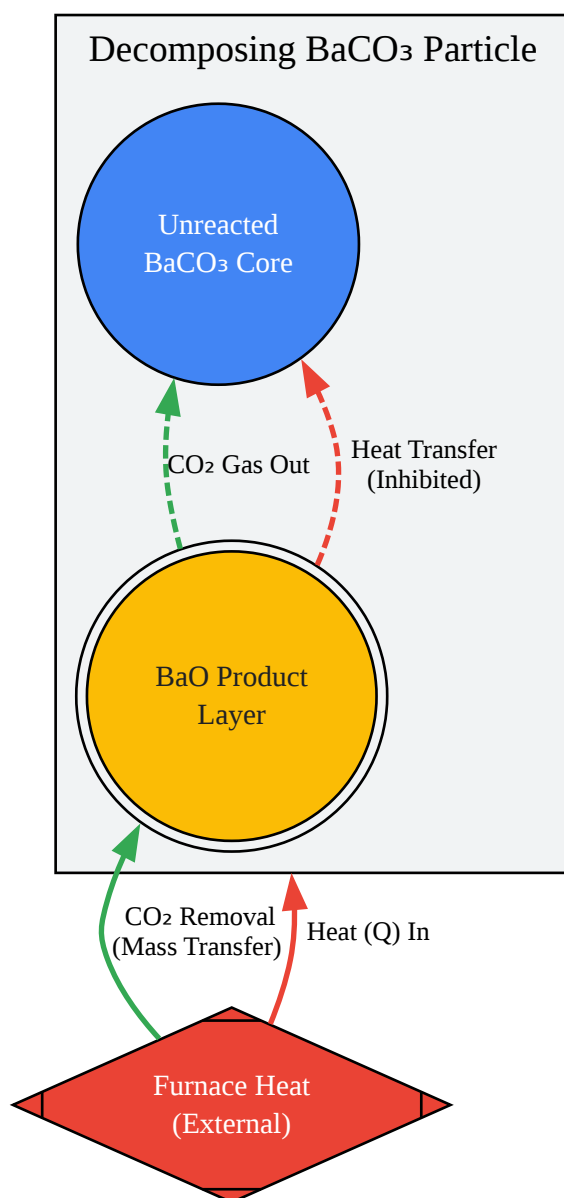 Decomposing BaCO₃ Particle
Unreacted
BaCO₃ Core
CO₂ Gas Out
Heat Transfer
(Inhibited)
BaO Product
Layer
CO₂ Removal
(Mass Transfer)
Heat (Q) In
Furnace Heat
(External)